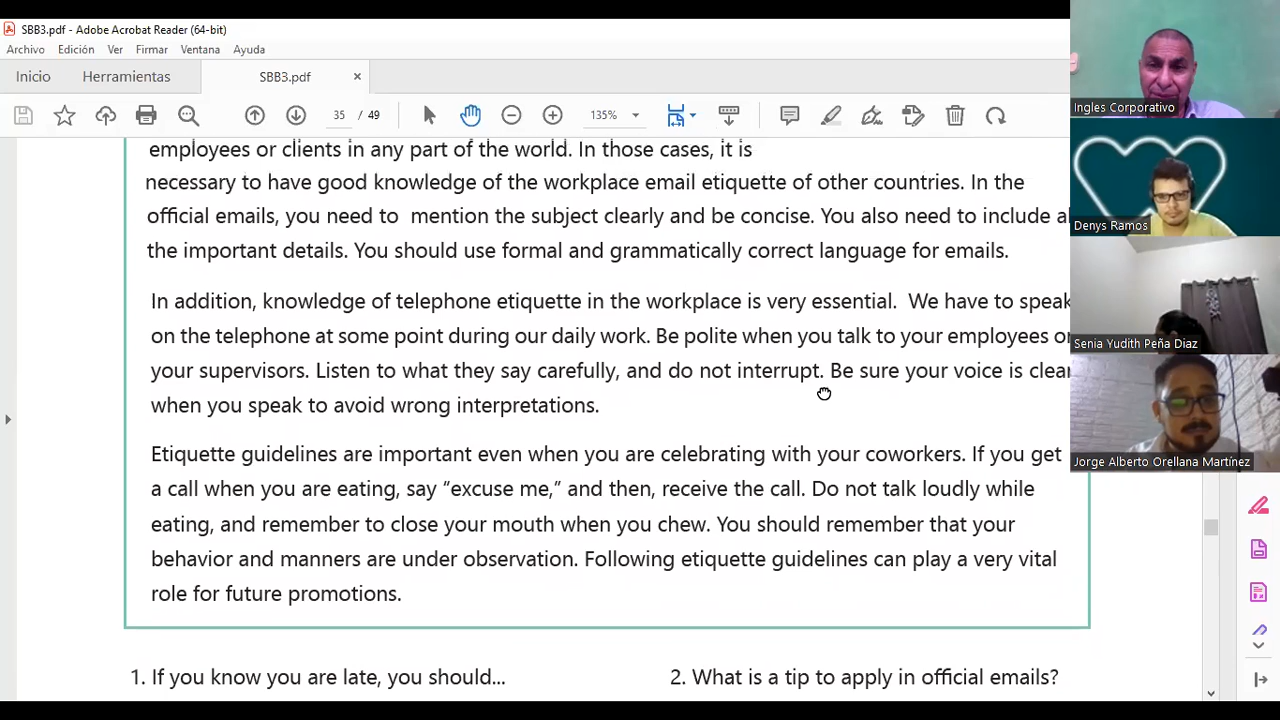 SBB3.pdf - Adobe Acrobat Reader (64-bit)
Archivo Edición Ver Firmar Ventana Ayuda
Inicio Herramientas SBB3.pdf ×
35 / 49 135%
employees or clients in any part of the world. In those cases, it is
necessary to have good knowledge of the workplace email etiquette of other countries. In the
official emails, you need to mention the subject clearly and be concise. You also need to include
the important details. You should use formal and grammatically correct language for emails.
In addition, knowledge of telephone etiquette in the workplace is very essential. We have to speak
on the telephone at some point during our daily work. Be polite when you talk to your employees
your supervisors. Listen to what they say carefully, and do not interrupt. Be sure your voice is
when you speak to avoid wrong interpretations.
Etiquette guidelines are important even when you are celebrating with your coworkers. If you get
a call when you are eating, say “excuse me,” and then, receive the call. Do not talk loudly while
eating, and remember to close your mouth when you chew. You should remember that your
behavior and manners are under observation. Following etiquette guidelines can play a very vital
role for future promotions.
1. If you know you are late, you should...
2. What is a tip to apply in official emails?
Ingles Corporativo
Denys Ramos
Senia Yudith Peña Diaz
Jorge Alberto Orellana Martínez